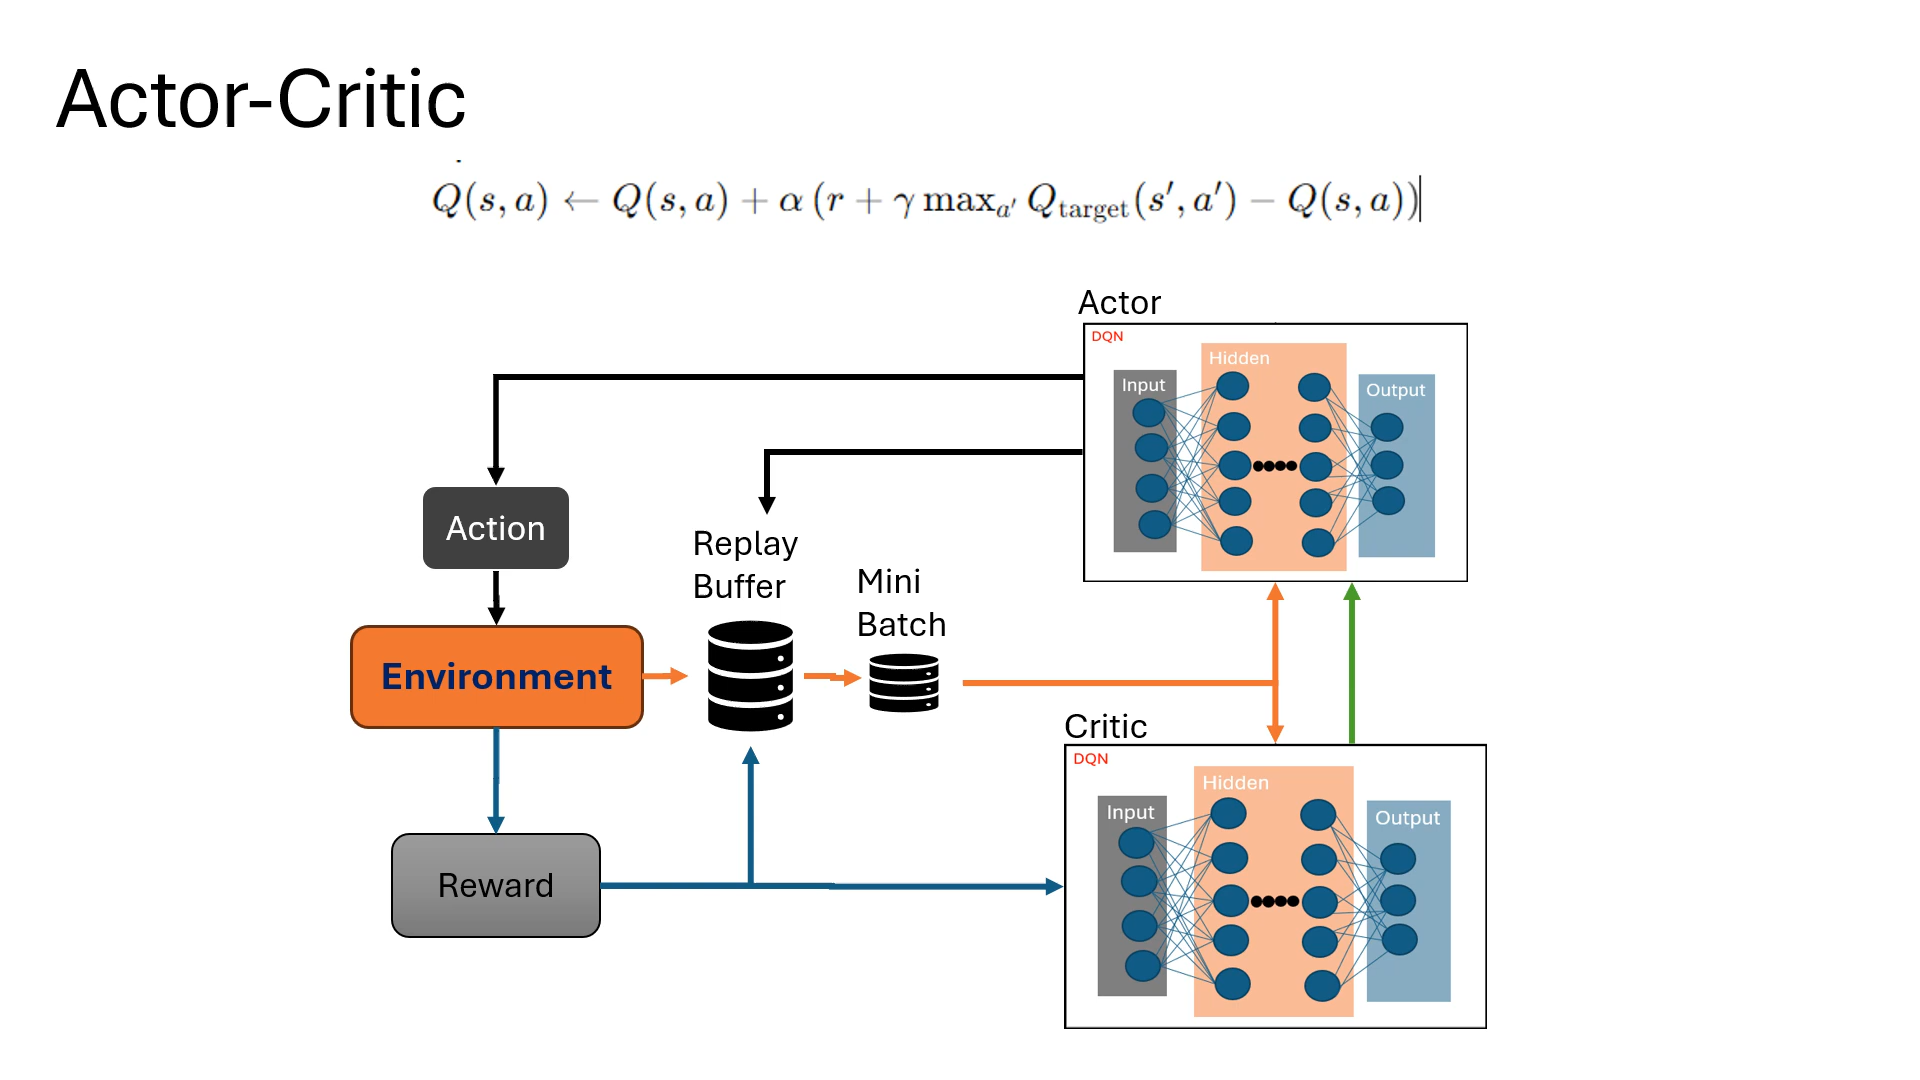 Actor-Critic
Q(s, a) ← Q(s, a) + α (r + γ maxₐ′ Q_target(s′, a′) − Q(s, a))
Actor
DQN
Hidden
Input
Output
Action
Replay
Buffer
Mini
Batch
Environment
Critic
DQN
Hidden
Input
Output
Reward